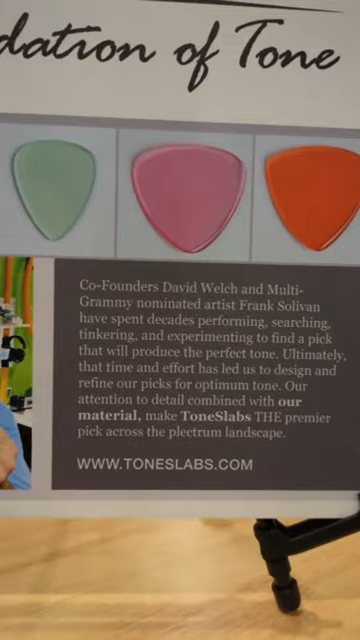 dation of Tone
Co-Founders David Welch and Multi-
Grammy nominated artist Frank Solivan
have spent decades performing, searching,
tinkering, and experimenting to find a pick
that will produce the perfect tone. Ultimately,
that time and effort has led us to design and
refine our picks for optimum tone. Our
attention to detail combined with our
material, make ToneSlabs THE premier
pick across the plectrum landscape.
WWW.TONESLABS.COM